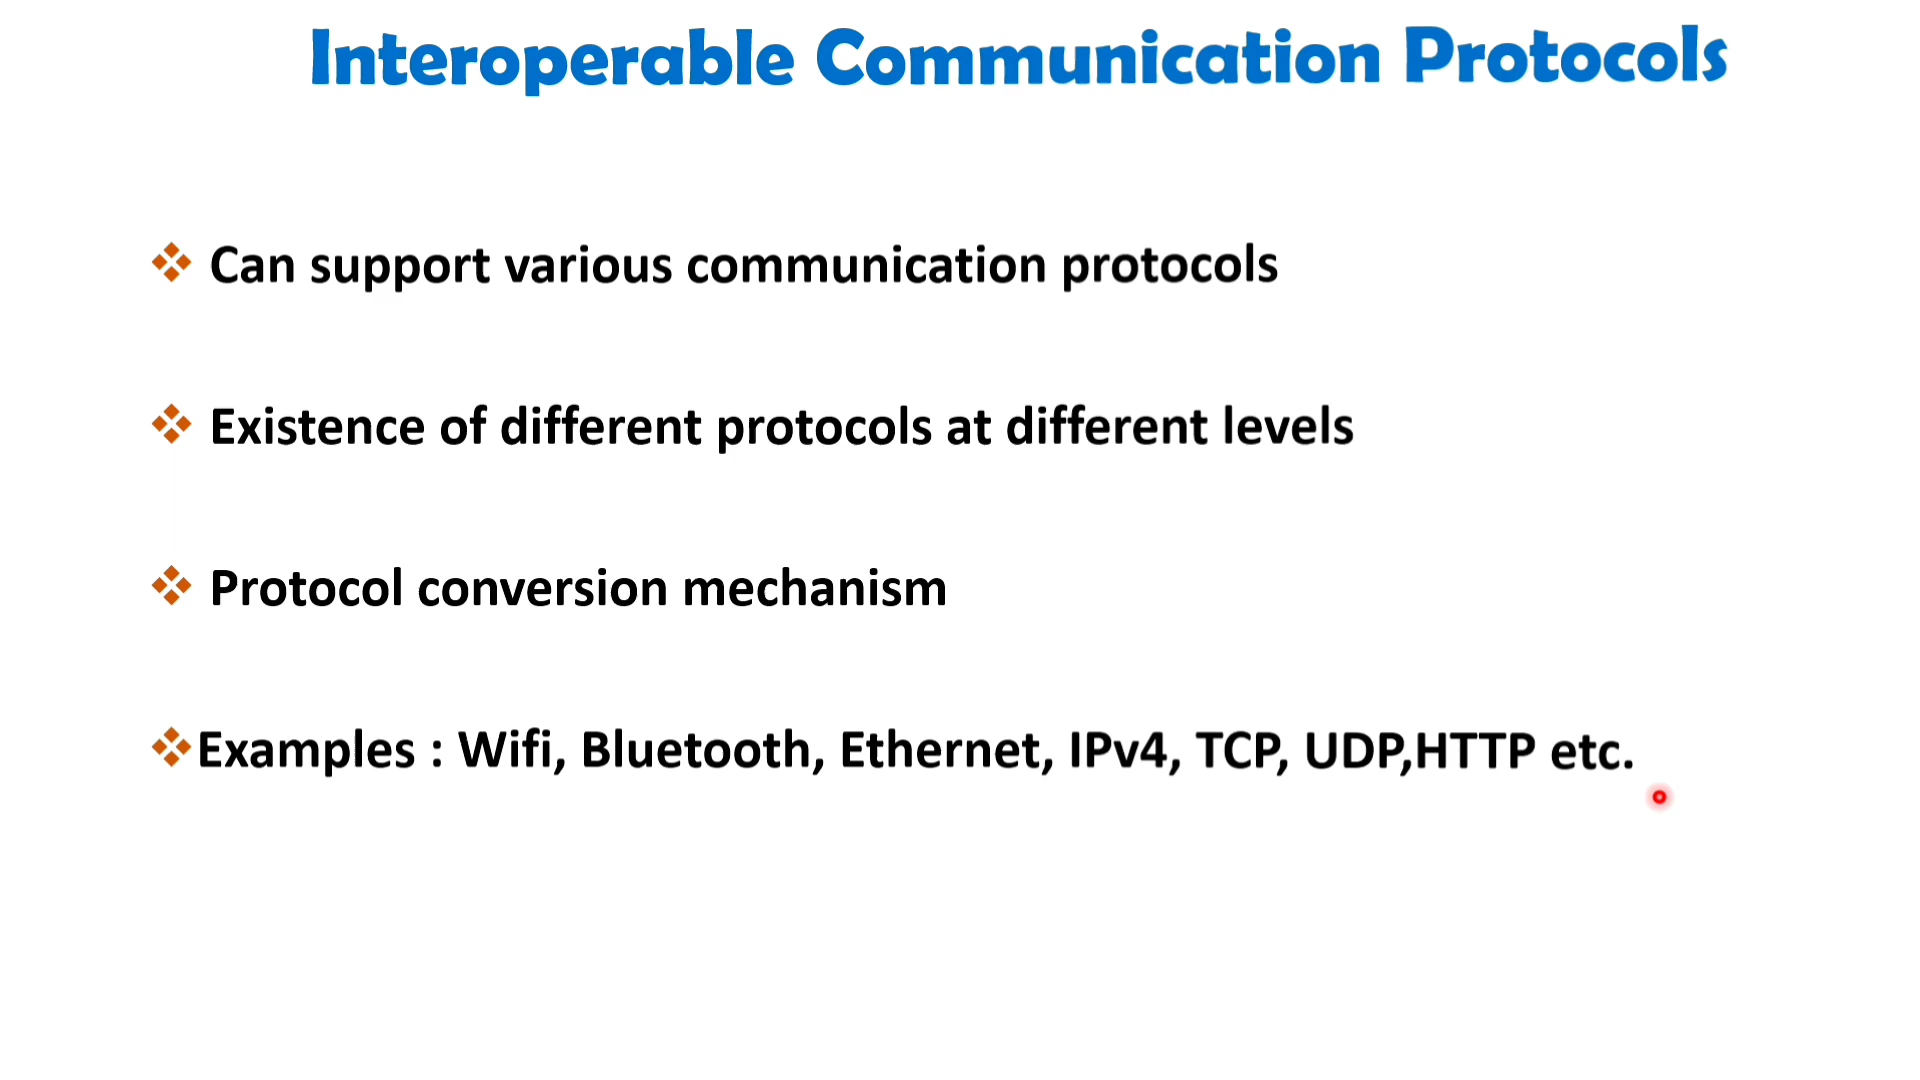 Interoperable Communication Protocols
Can support various communication protocols
Existence of different protocols at different levels
Protocol conversion mechanism
Examples : Wifi, Bluetooth, Ethernet, IPv4, TCP, UDP,HTTP etc.